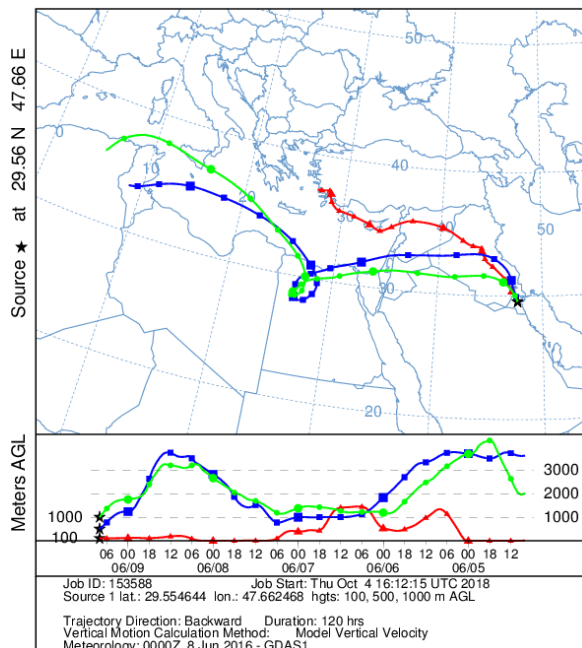 Source ★ at 29.56 N 47.66 E
50
0
10
20
30
40
50
40
30
20
Meters AGL
1000
100
3000
2000
1000
06 00 18 12 06 00 18 12 06 00 18 12 06 00 18 12 06 00 18 12
06/09 06/08 06/07 06/06 06/05
Job ID: 153588 Job Start: Thu Oct 4 16:12:15 UTC 2018
Source 1 lat.: 29.554644 lon.: 47.662468 hgts: 100, 500, 1000 m AGL
Trajectory Direction: Backward Duration: 120 hrs
Vertical Motion Calculation Method: Model Vertical Velocity
Meteorology: 0000Z 8 Jun 2016 - GDAS1